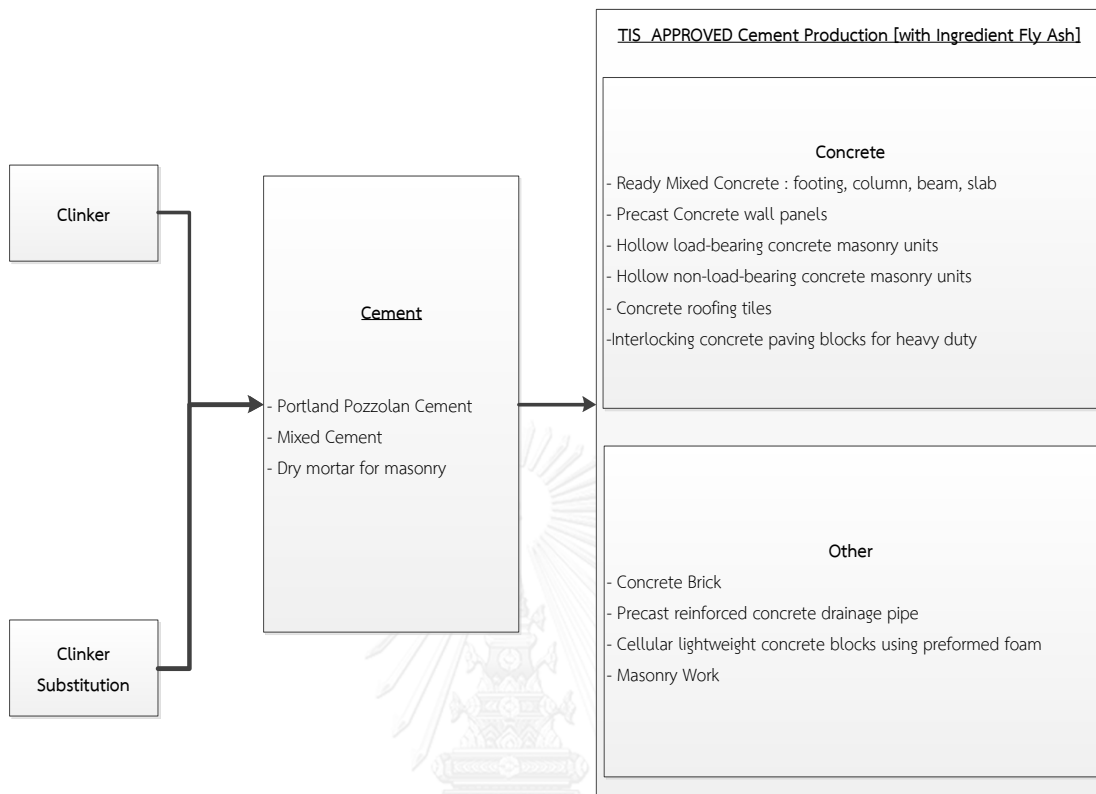 TIS APPROVED Cement Production [with Ingredient Fly Ash]
Clinker
Clinker
Substitution
Cement
- Portland Pozzolan Cement
- Mixed Cement
- Dry mortar for masonry
Concrete
- Ready Mixed Concrete : footing, column, beam, slab
- Precast Concrete wall panels
- Hollow load-bearing concrete masonry units
- Hollow non-load-bearing concrete masonry units
- Concrete roofing tiles
-Interlocking concrete paving blocks for heavy duty
Other
- Concrete Brick
- Precast reinforced concrete drainage pipe
- Cellular lightweight concrete blocks using preformed foam
- Masonry Work